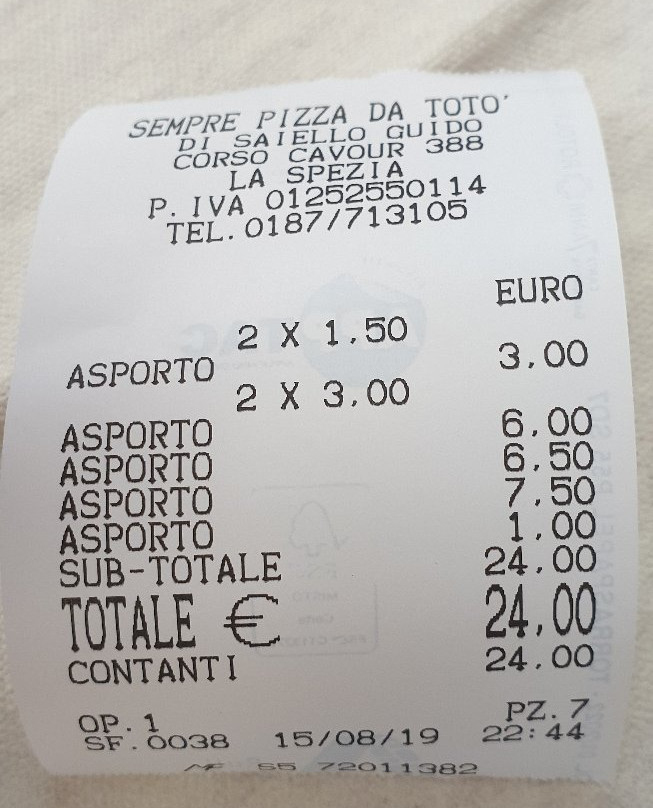 SEMPRE PIZZA DA TOTO'
DI SAIELLO GUIDO
CORSO CAVOUR 388
LA SPEZIA
P. IVA 01252550114
TEL.0187/713105
EURO
2 X 1,50
ASPORTO 3,00
2 X 3,00
ASPORTO 6,00
ASPORTO 6,50
ASPORTO 7,50
ASPORTO 1,00
SUB-TOTALE 24,00
TOTALE € 24,00
CONTANTI 24,00
OP.1 PZ.7
SF.0038 15/08/19 22:44
S5 72011382